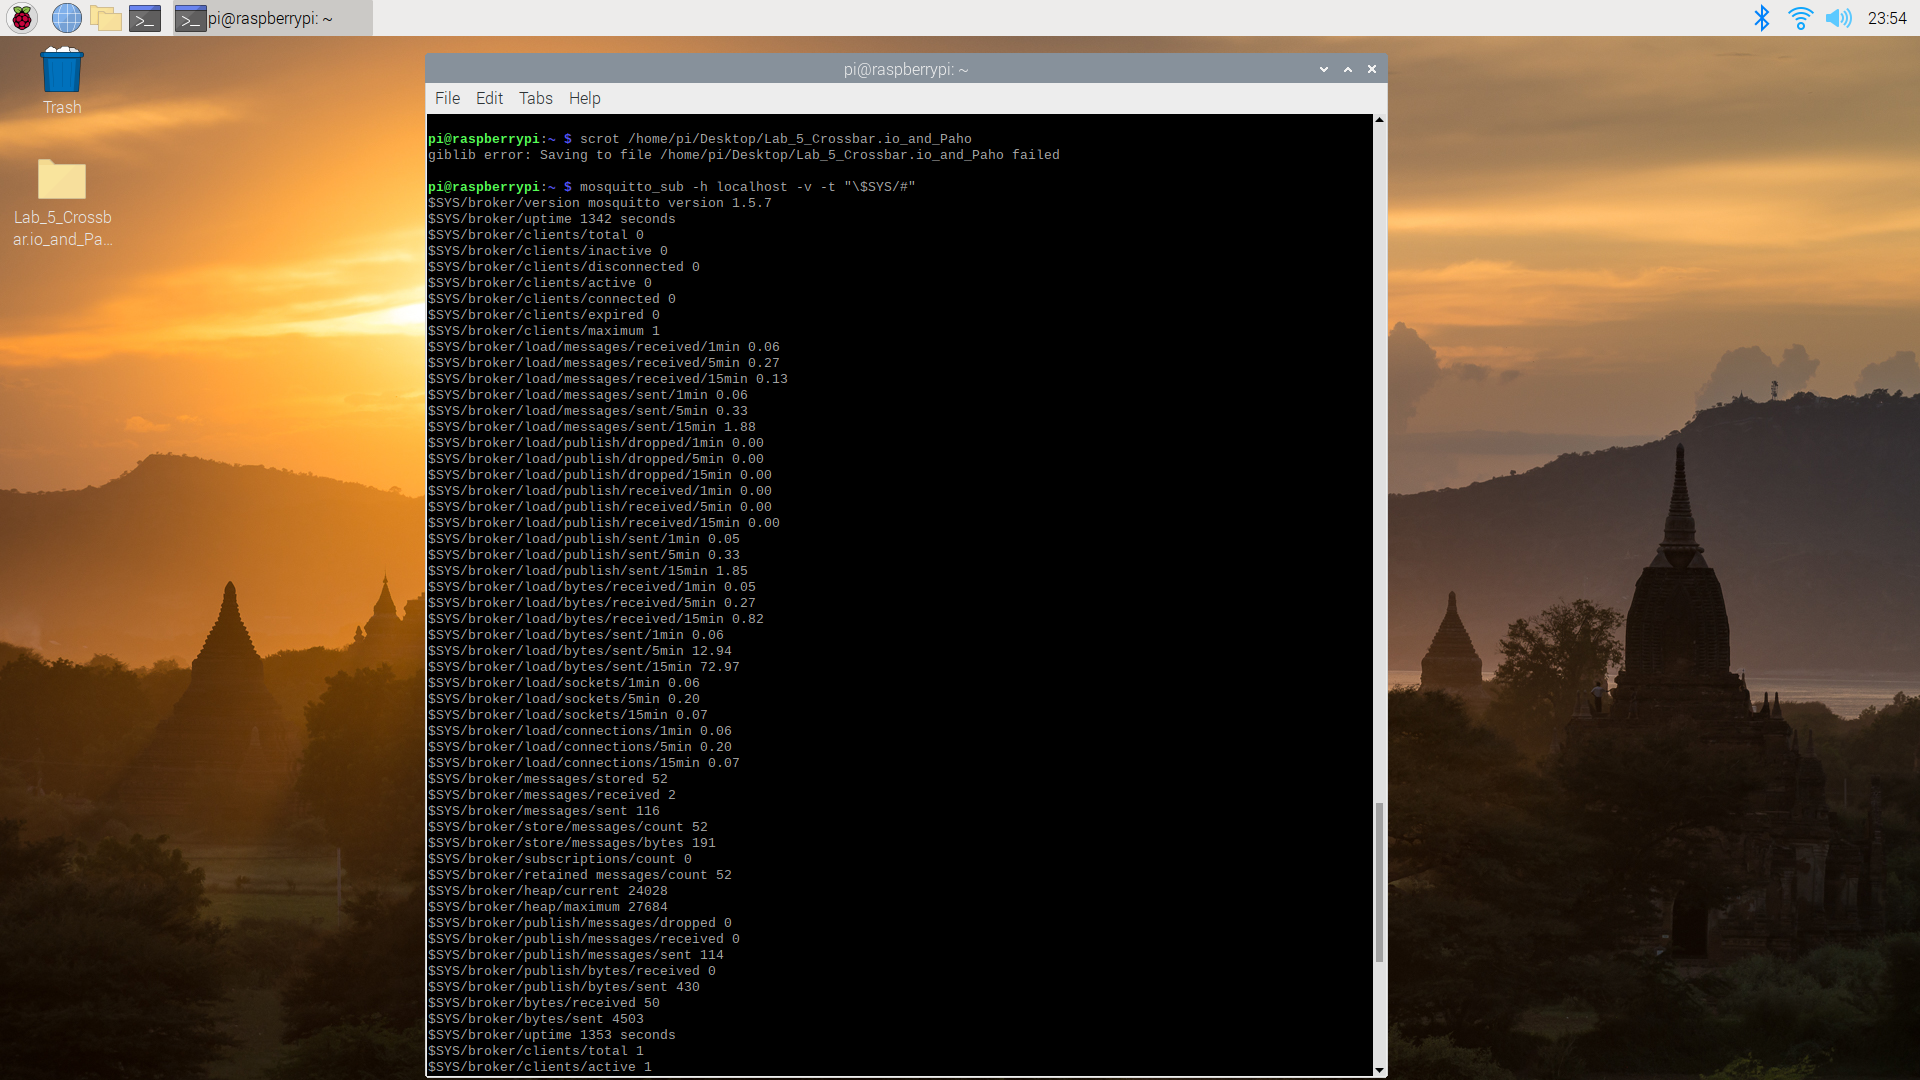 pi@raspberrypi: ~
23:54
Trash
Lab_5_Crossb
ar.io_and_Pa...
pi@raspberrypi: ~
File Edit Tabs Help
pi@raspberrypi:~ $ scrot /home/pi/Desktop/Lab_5_Crossbar.io_and_Paho
giblib error: Saving to file /home/pi/Desktop/Lab_5_Crossbar.io_and_Paho failed
pi@raspberrypi:~ $ mosquitto_sub -h localhost -v -t "\$SYS/#"
$SYS/broker/version mosquitto version 1.5.7
$SYS/broker/uptime 1342 seconds
$SYS/broker/clients/total 0
$SYS/broker/clients/inactive 0
$SYS/broker/clients/disconnected 0
$SYS/broker/clients/active 0
$SYS/broker/clients/connected 0
$SYS/broker/clients/expired 0
$SYS/broker/clients/maximum 1
$SYS/broker/load/messages/received/1min 0.06
$SYS/broker/load/messages/received/5min 0.27
$SYS/broker/load/messages/received/15min 0.13
$SYS/broker/load/messages/sent/1min 0.06
$SYS/broker/load/messages/sent/5min 0.33
$SYS/broker/load/messages/sent/15min 1.88
$SYS/broker/load/publish/dropped/1min 0.00
$SYS/broker/load/publish/dropped/5min 0.00
$SYS/broker/load/publish/dropped/15min 0.00
$SYS/broker/load/publish/received/1min 0.00
$SYS/broker/load/publish/received/5min 0.00
$SYS/broker/load/publish/received/15min 0.00
$SYS/broker/load/publish/sent/1min 0.05
$SYS/broker/load/publish/sent/5min 0.33
$SYS/broker/load/publish/sent/15min 1.85
$SYS/broker/load/bytes/received/1min 0.05
$SYS/broker/load/bytes/received/5min 0.27
$SYS/broker/load/bytes/received/15min 0.82
$SYS/broker/load/bytes/sent/1min 0.06
$SYS/broker/load/bytes/sent/5min 12.94
$SYS/broker/load/bytes/sent/15min 72.97
$SYS/broker/load/sockets/1min 0.06
$SYS/broker/load/sockets/5min 0.20
$SYS/broker/load/sockets/15min 0.07
$SYS/broker/load/connections/1min 0.06
$SYS/broker/load/connections/5min 0.20
$SYS/broker/load/connections/15min 0.07
$SYS/broker/messages/stored 52
$SYS/broker/messages/received 2
$SYS/broker/messages/sent 116
$SYS/broker/store/messages/count 52
$SYS/broker/store/messages/bytes 191
$SYS/broker/subscriptions/count 0
$SYS/broker/retained messages/count 52
$SYS/broker/heap/current 24028
$SYS/broker/heap/maximum 27684
$SYS/broker/publish/messages/dropped 0
$SYS/broker/publish/messages/received 0
$SYS/broker/publish/messages/sent 114
$SYS/broker/publish/bytes/received 0
$SYS/broker/publish/bytes/sent 430
$SYS/broker/bytes/received 50
$SYS/broker/bytes/sent 4503
$SYS/broker/uptime 1353 seconds
$SYS/broker/clients/total 1
$SYS/broker/clients/active 1